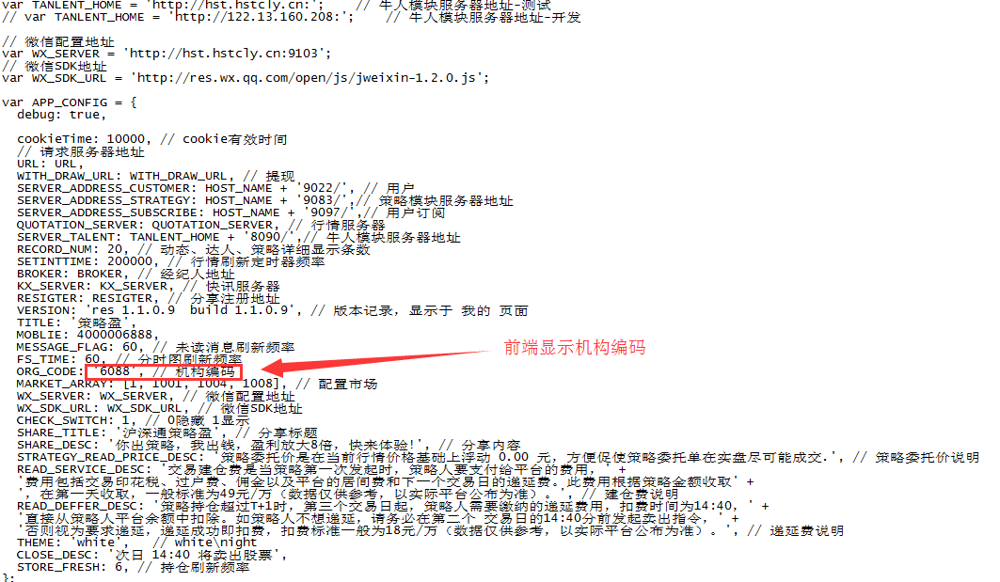 var TANLENT_HOME = 'http://hst.hstcly.cn:';    // 牛人模块服务器地址-测试
// var TANLENT_HOME = 'http://122.13.160.208:';    // 牛人模块服务器地址-开发
// 微信配置地址
var WX_SERVER = 'http://hst.hstcly.cn:9103';
// 微信SDK地址
var WX_SDK_URL = 'http://res.wx.qq.com/open/js/jweixin-1.2.0.js';
var APP_CONFIG = {
debug: true,
cookieTime: 10000, // cookie有效时间
// 请求服务器地址
URL: URL,
WITH_DRAW_URL: WITH_DRAW_URL, // 提现
SERVER_ADDRESS_CUSTOMER: HOST_NAME + '9022/', // 用户
SERVER_ADDRESS_STRATEGY: HOST_NAME + '9083/',// 策略模块服务器地址
SERVER_ADDRESS_SUBSCRIBE: HOST_NAME + '9097/',// 用户订阅
QUOTATION_SERVER: QUOTATION_SERVER, // 行情服务器
SERVER_TALENT: TANLENT_HOME + '8090/',// 牛人模块服务器地址
RECORD_NUM: 20, // 动态、达人、策略详细显示条数
SETINTTIME: 200000, // 行情刷新定时器频率
BROKER: BROKER, // 经纪人地址
KX_SERVER: KX_SERVER, // 快讯服务器
RESIGTER: RESIGTER, // 分享注册地址
VERSION: 'res 1.1.0.9  build 1.1.0.9', // 版本记录，显示于 我的 页面
TITLE: '策略盈',
MOBLIE: 4000006888,
MESSAGE_FLAG: 60, // 未读消息刷新频率
FS_TIME: 60, // 分时图刷新频率
前端显示机构编码
ORG_CODE: '6088', // 机构编码
MARKET_ARRAY: [1, 1001, 1004, 1008], // 配置市场
WX_SERVER: WX_SERVER, // 微信配置地址
WX_SDK_URL: WX_SDK_URL, // 微信SDK地址
CHECK_SWITCH: 1, // 0隐藏 1显示
SHARE_TITLE: '沪深通策略盈', // 分享标题
SHARE_DESC: '你出策略，我出钱，盈利放大8倍，快来体验!', // 分享内容
STRATEGY_READ_PRICE_DESC: '策略委托价是在当前行情价格基础上浮动 0.00 元，方便促使策略委托单在实盘尽可能成交.', // 策略委托价说明
READ_SERVICE_DESC: '交易建仓费是当策略第一次发起时，策略人要支付给平台的费用，' +
'费用包括交易印花税、过户费、佣金以及平台的居间费和下一个交易日的递延费。此费用根据策略金额收取' +
'，在第一天收取，一般标准为49元/万（数据仅供参考，以实际平台公布为准）。', // 建仓费说明
READ_DEFFER_DESC: '策略持仓超过T+1时，第三个交易日起，策略人需要缴纳的递延费用，扣费时间为14:40，' +
'直接从策略人平台余额中扣除。如策略人不想递延，请务必在第二个 交易日的14:40分前发起卖出指令，' +
'否则视为要求递延，递延成功即扣费，扣费标准一般为18元/万（数据仅供参考，以实际平台公布为准）。', // 递延费说明
THEME: 'white',   // white\night
CLOSE_DESC: '次日 14:40 将卖出股票',
STORE_FRESH: 6, // 持仓刷新频率
};